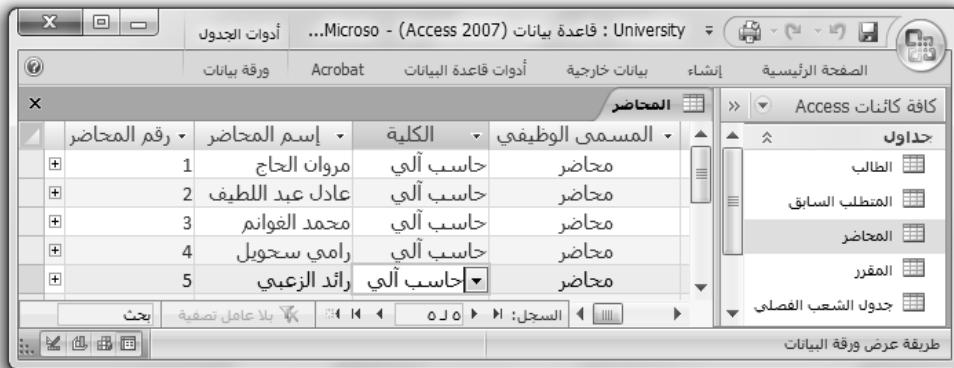 University : قاعدة بيانات (Access 2007) - Microso...
أدوات الجدول
الصفحة الرئيسية إنشاء بيانات خارجية أدوات قاعدة البيانات Acrobat ورقة بيانات
كافة كائنات Access
جداول
الطالب
المتطلب السابق
المحاضر
المقرر
جدول الشعب الفصلي
المحاضر
رقم المحاضر إسم المحاضر الكلية المسمى الوظيفي
1 مروان الحاج حاسب آلي محاضر
2 عادل عبد اللطيف حاسب آلي محاضر
3 محمد الغوانم حاسب آلي محاضر
4 رامي سحويل حاسب آلي محاضر
5 رائد الزعبي حاسب آلي محاضر
السجل: ٥ لـ ٥ بلا عامل تصفية بحث
طريقة عرض ورقة البيانات